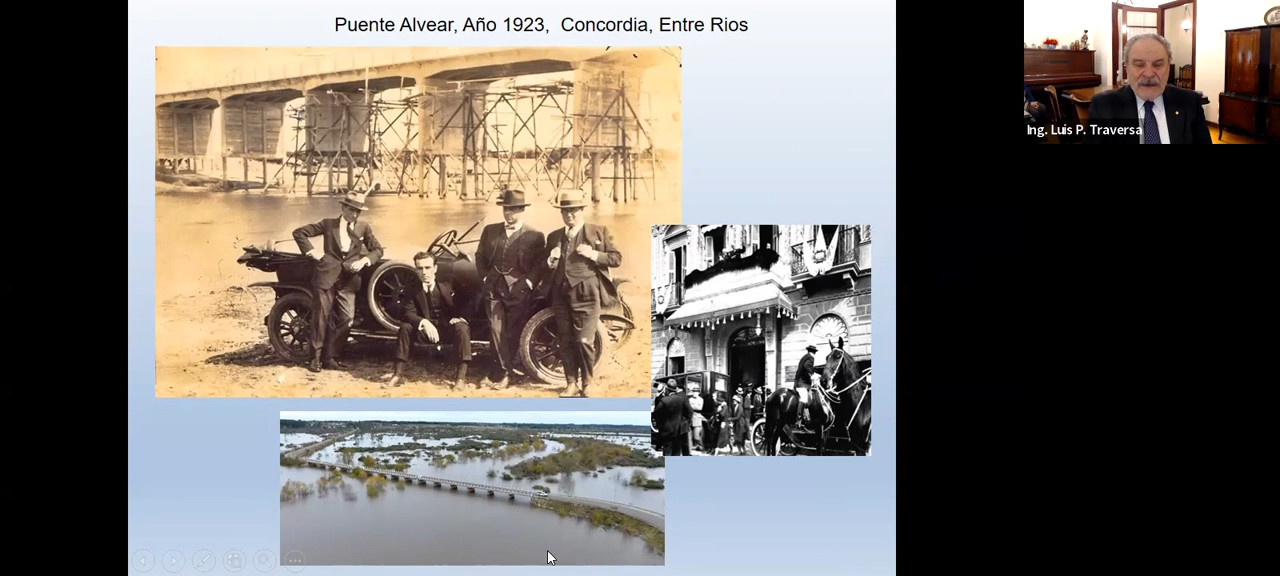 Puente Alvear, Año 1923,  Concordia, Entre Rios
Ing. Luis P. Traversa